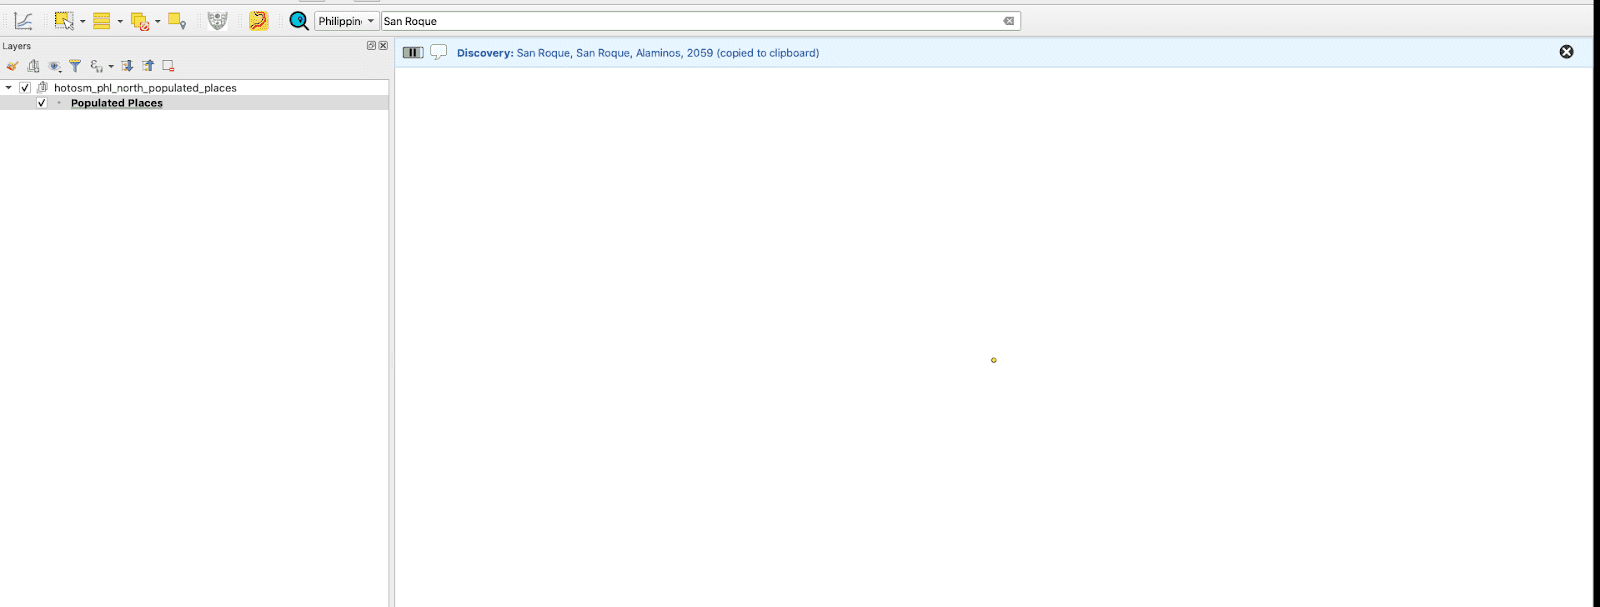 Philippin San Roque
Layers
Discovery: San Roque, San Roque, Alaminos, 2059 (copied to clipboard)
hotosm_phl_north_populated_places
Populated Places